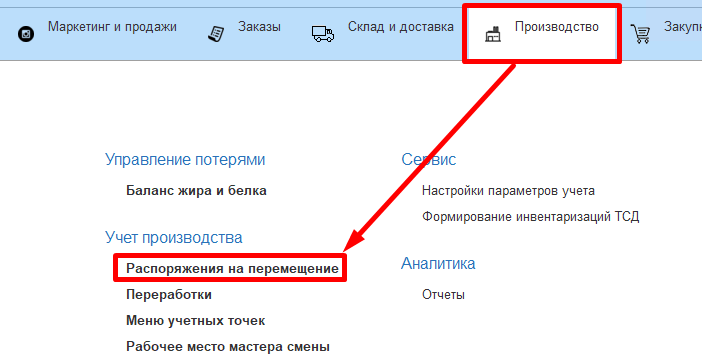 Маркетинг и продажи
Заказы
Склад и доставка
Производство
Закуп
Управление потерями
Баланс жира и белка
Учет производства
Распоряжения на перемещение
Переработки
Меню учетных точек
Рабочее место мастера смены
Сервис
Настройки параметров учета
Формирование инвентаризаций ТСД
Аналитика
Отчеты